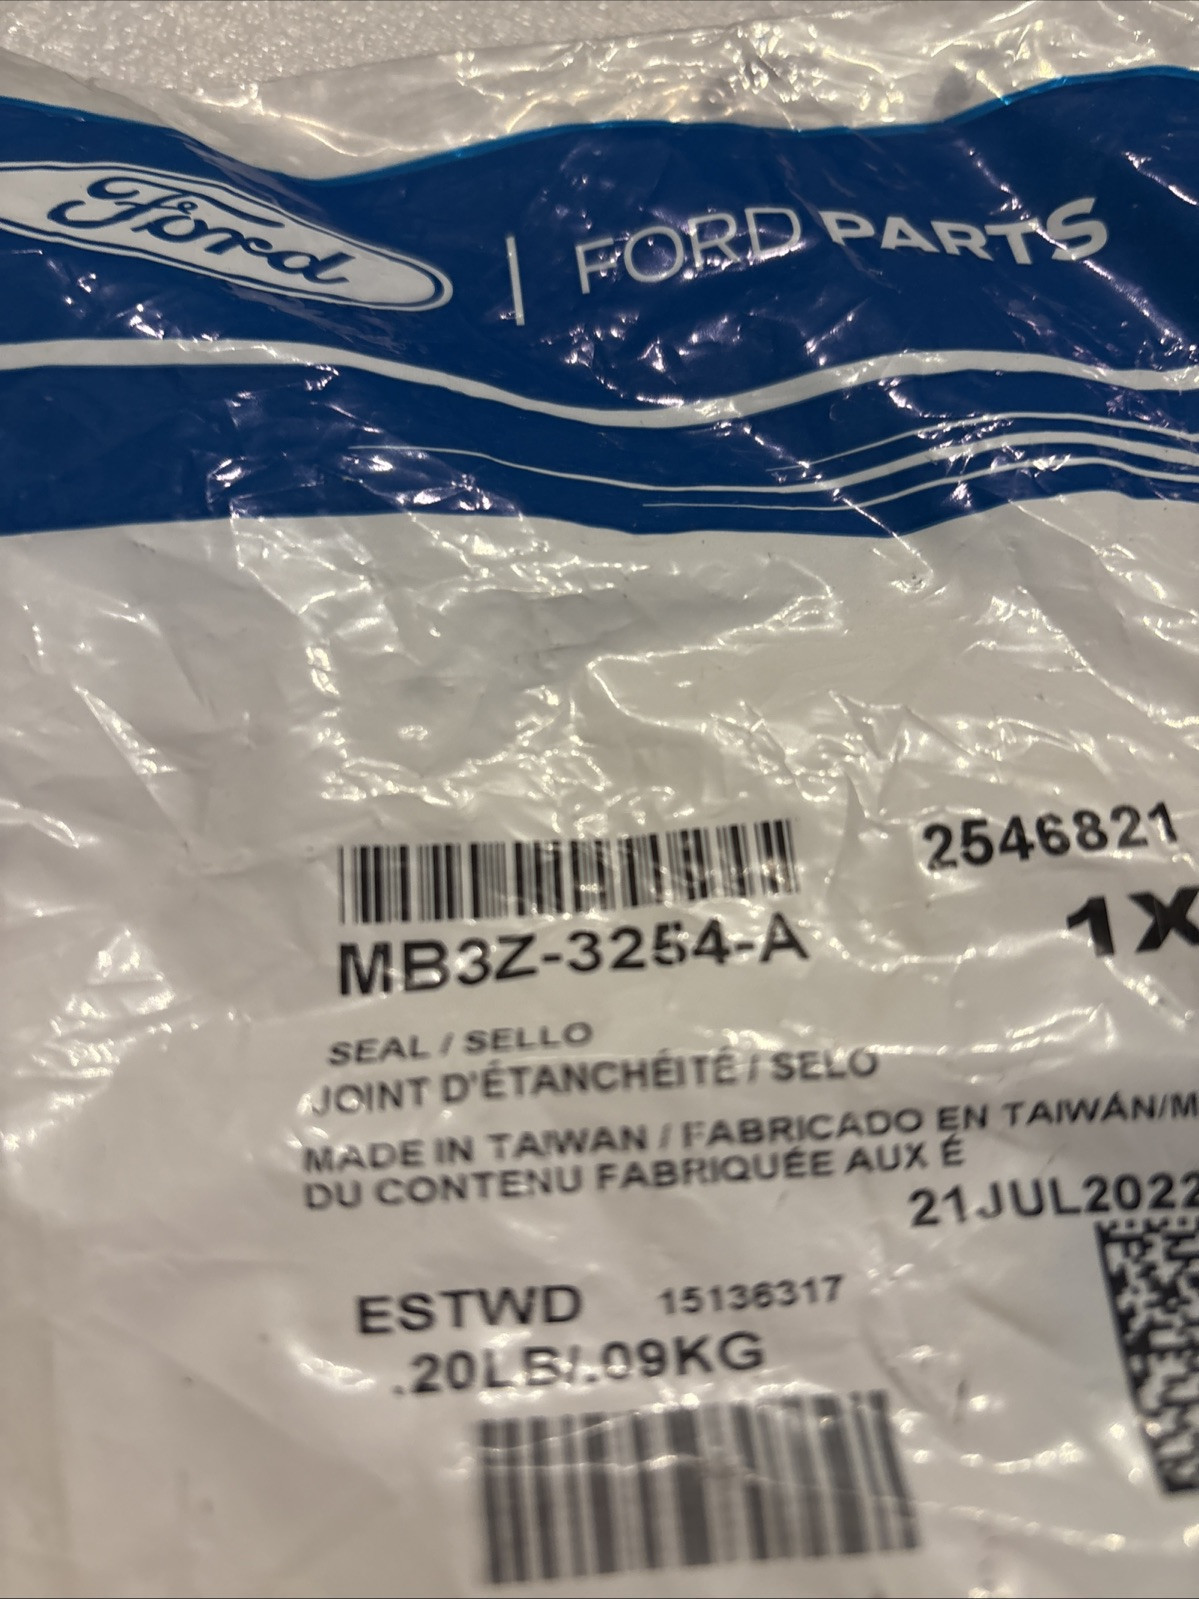 Ford | FORD PARTS
2546821
1X
MB3Z-3254-A
SEAL / SELLO
JOINT D'ÉTANCHÉITÉ / SELO
MADE IN TAIWAN / FABRICADO EN TAIWÁN/M
DU CONTENU FABRIQUÉE AUX É
21JUL2022
ESTWD 15136317
.20LB/.09KG